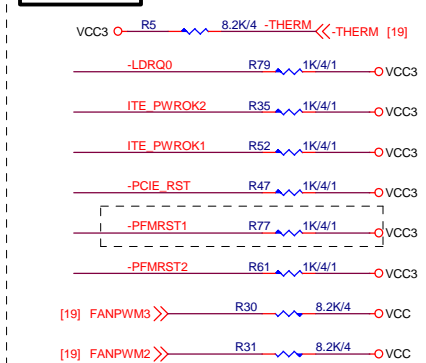 VCC3 R5 8.2K/4 -THERM -THERM [19]
-LDRQ0 R79 1K/4/1 VCC3
ITE_PWROK2 R35 1K/4/1 VCC3
ITE_PWROK1 R52 1K/4/1 VCC3
-PCIE_RST R47 1K/4/1 VCC3
-PFMRST1 R77 1K/4/1 VCC3
-PFMRST2 R61 1K/4/1 VCC3
[19] FANPWM3 R30 8.2K/4 VCC
[19] FANPWM2 R31 8.2K/4 VCC